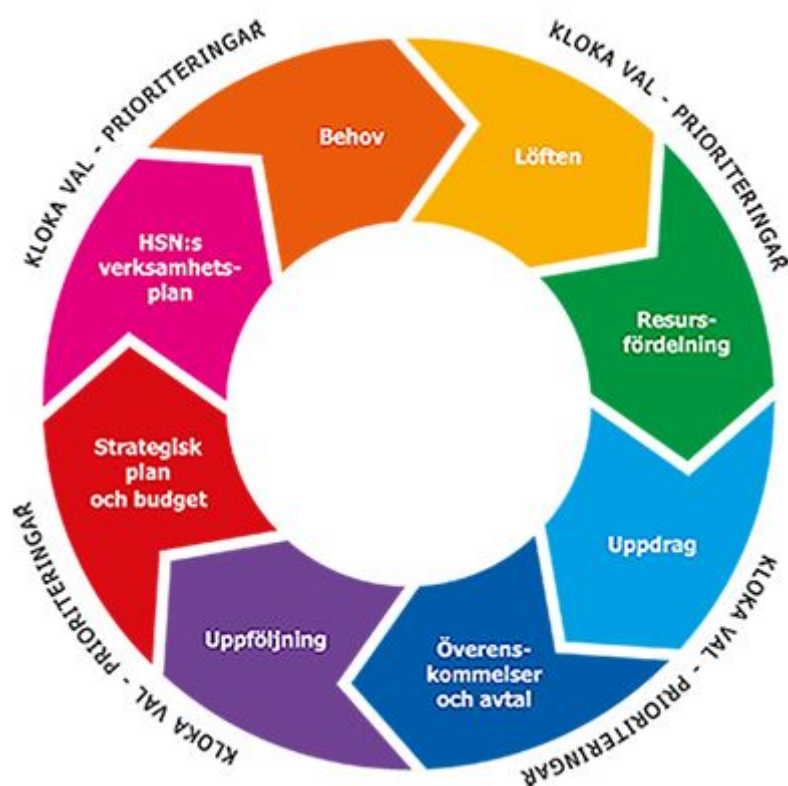 KLOKA VAL - PRIORITERINGAR
KLOKA VAL - PRIORITERINGAR
Behov
Löften
Resurs-
fördelning
Uppdrag
Överens-
kommelser
och avtal
Uppföljning
Strategisk
plan
och budget
HSN:s
verksamhets-
plan
KLOKA VAL - PRIORITERINGAR
KLOKA VAL - PRIORITERINGAR